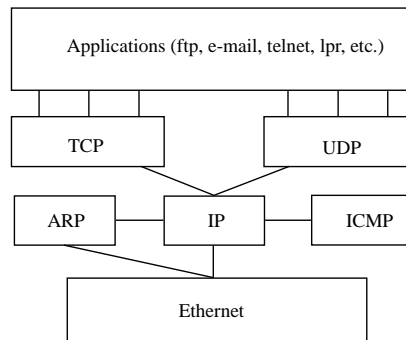 Applications (ftp, e-mail, telnet, lpr, etc.)
TCP
UDP
ARP
IP
ICMP
Ethernet